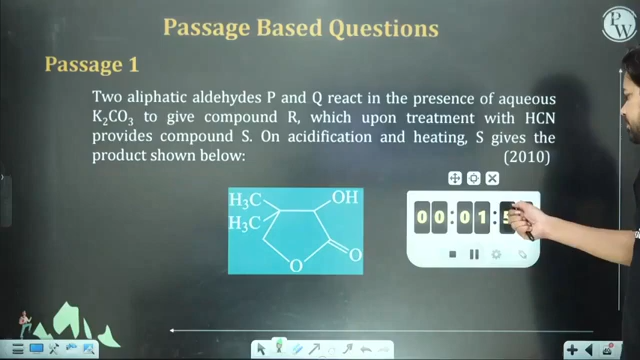 Passage Based Questions
PW
Passage 1
Two aliphatic aldehydes P and Q react in the presence of aqueous
K₂CO₃ to give compound R, which upon treatment with HCN
provides compound S. On acidification and heating, S gives the
product shown below: (2010)
H₃C OH
H₃C
O O
00:01:5